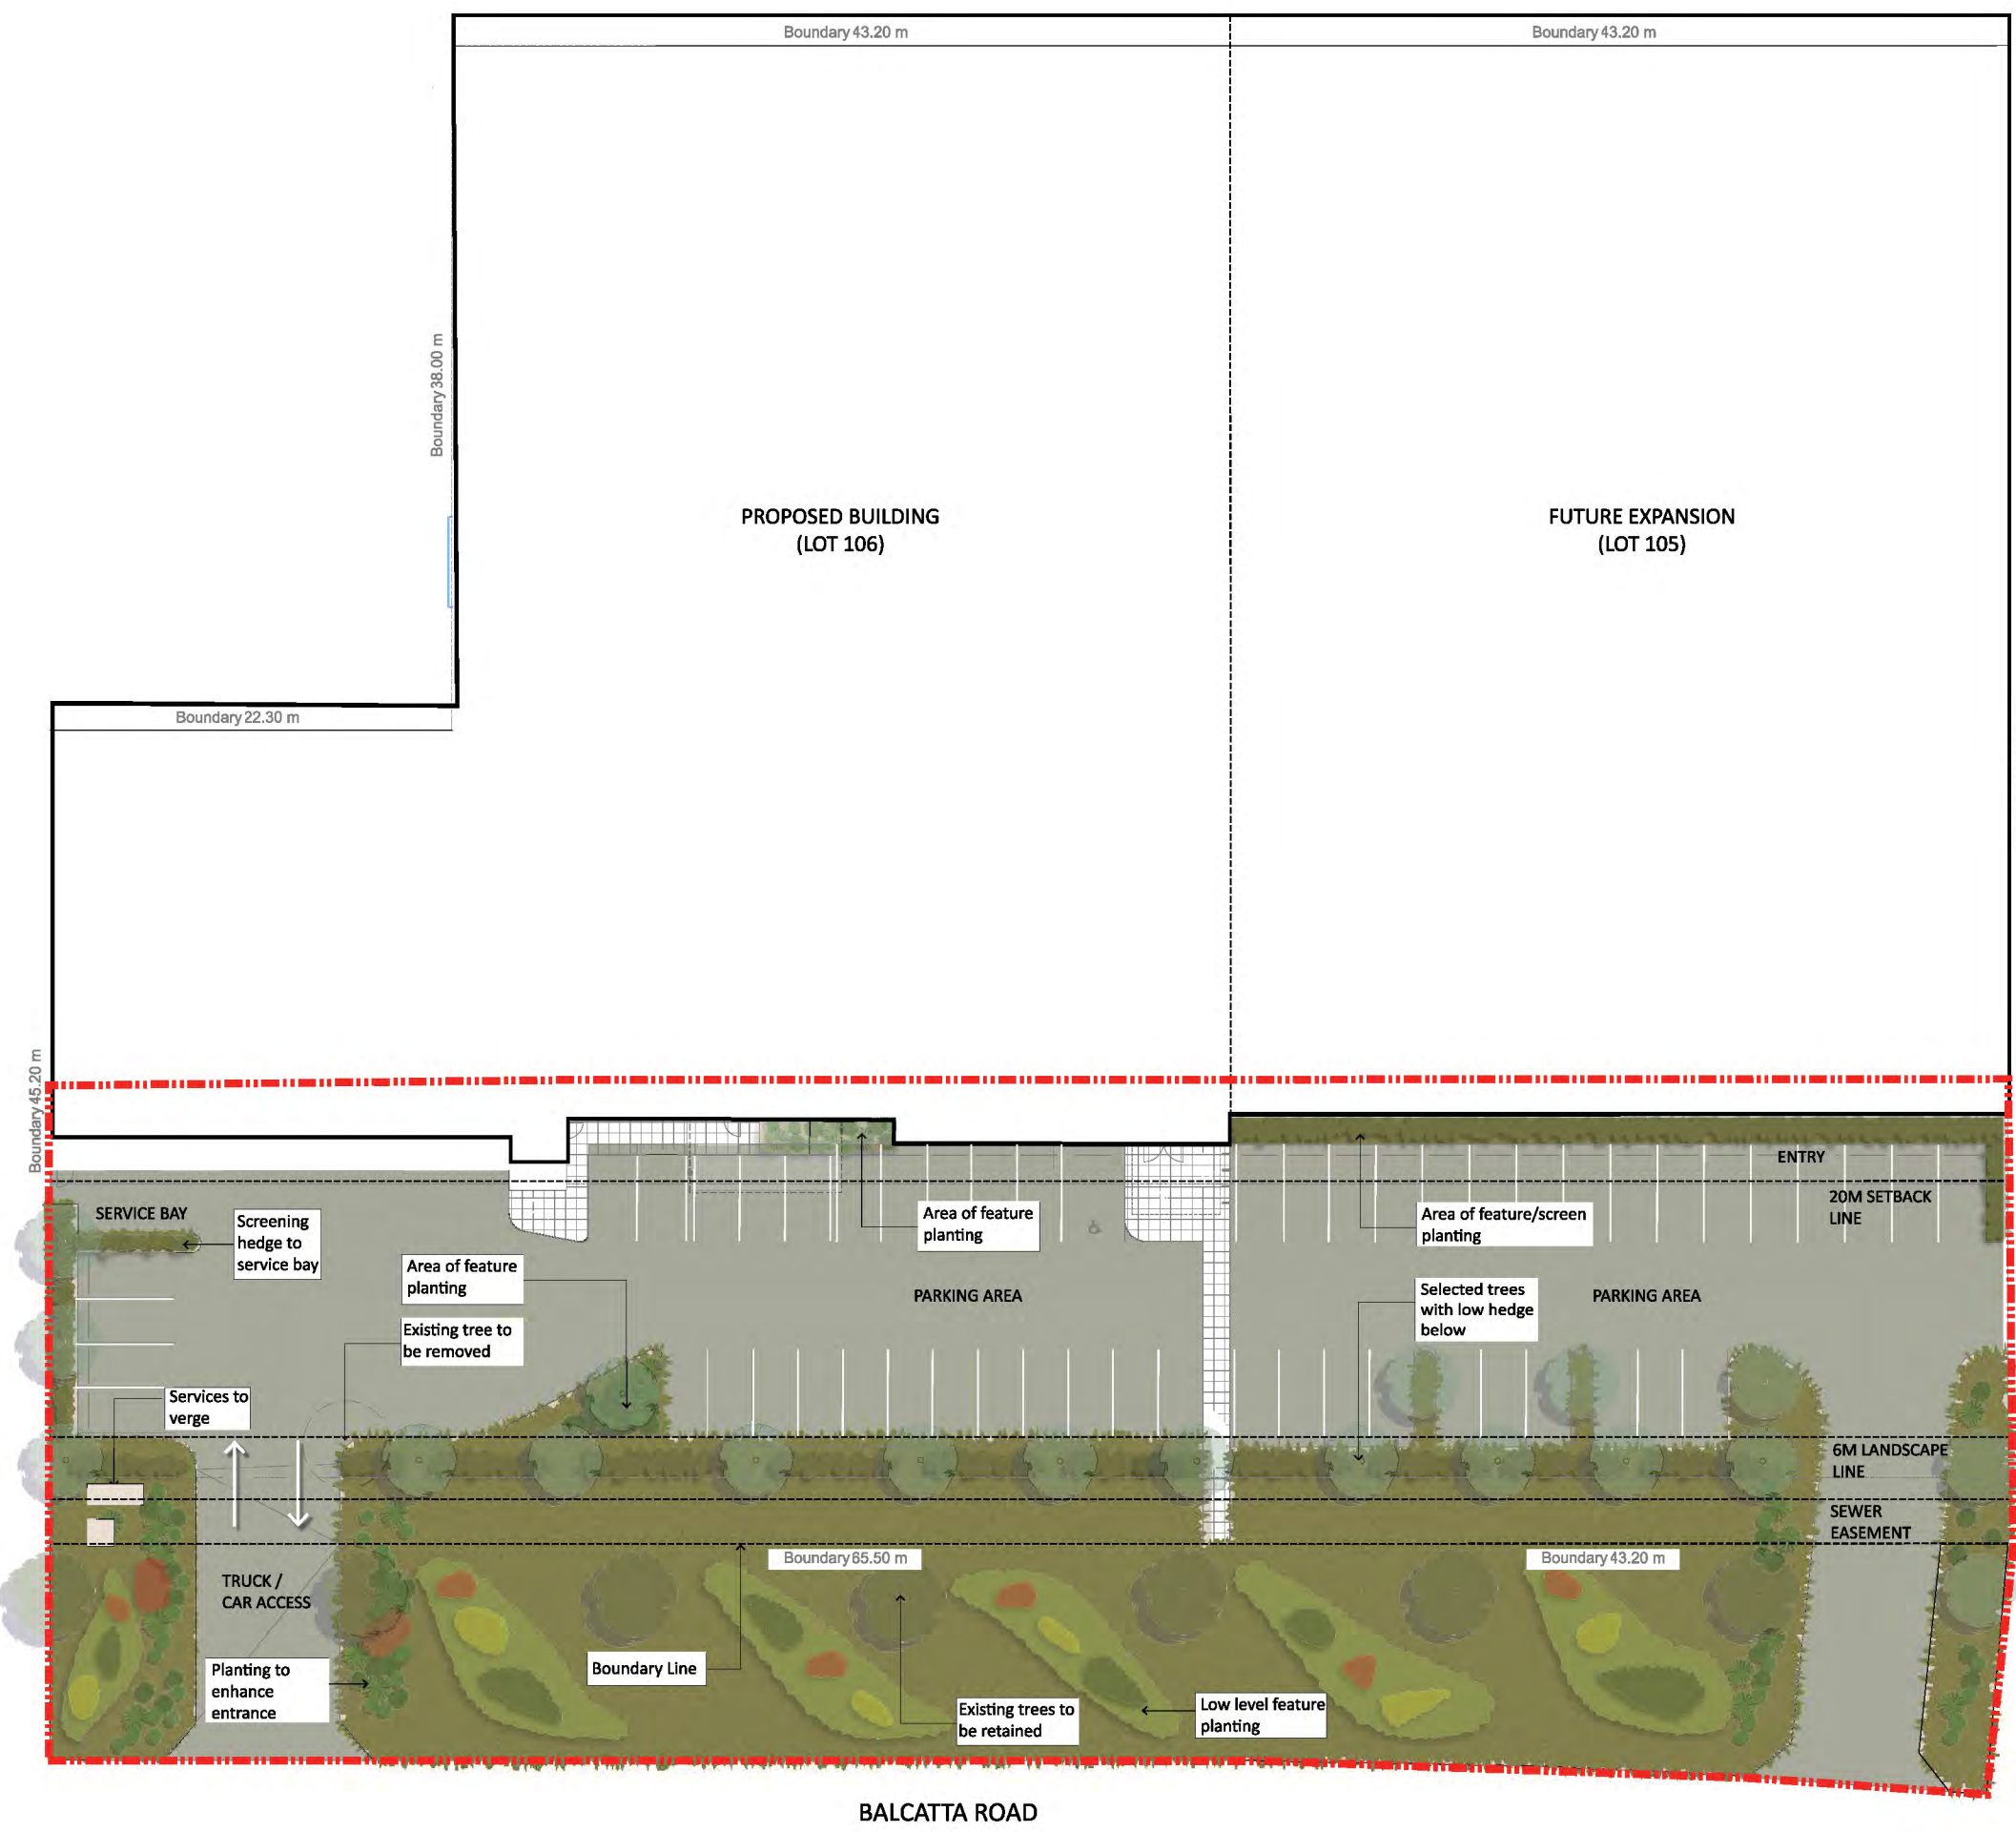 Boundary 43.20 m
Boundary 43.20 m
Boundary 38.00 m
PROPOSED BUILDING
(LOT 106)
FUTURE EXPANSION
(LOT 105)
Boundary 22.30 m
Boundary 45.20 m
ENTRY
20M SETBACK
LINE
SERVICE BAY
Screening
hedge to
service bay
Area of feature
planting
Area of feature/screen
planting
Area of feature
planting
PARKING AREA
Selected trees
with low hedge
below
PARKING AREA
Existing tree to
be removed
Services to
verge
6M LANDSCAPE
LINE
SEWER
EASEMENT
Boundary 65.50 m
Boundary 43.20 m
TRUCK /
CAR ACCESS
Boundary Line
Planting to
enhance
entrance
Existing trees to
be retained
Low level feature
planting
BALCATTA ROAD